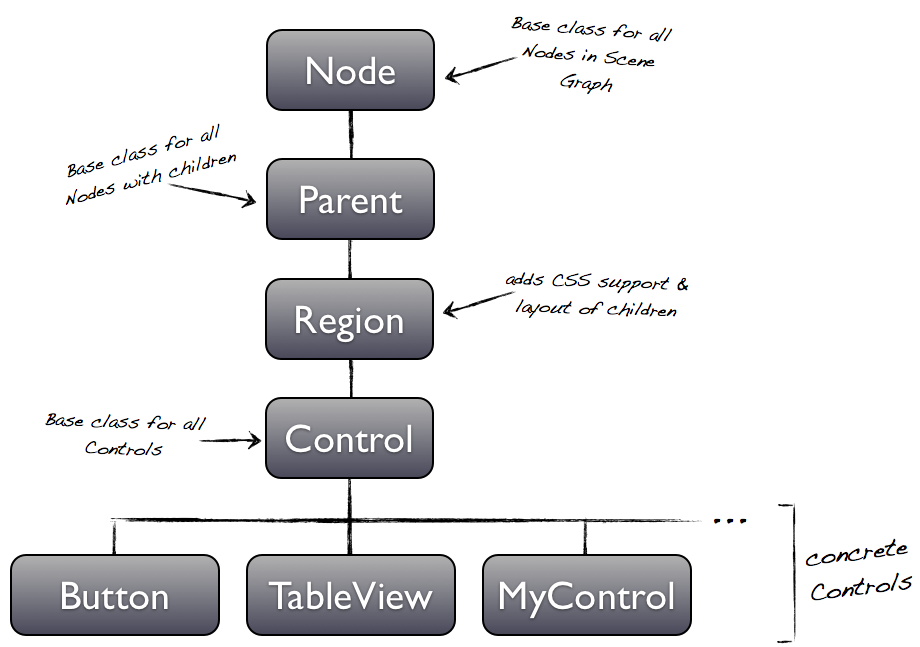 Node
Base class for all
Nodes in Scene
Graph
Base class for all
Nodes with children
Parent
Region
adds CSS support &
layout of children
Base class for all
Controls
Control
...
Button
TableView
MyControl
concrete
Controls